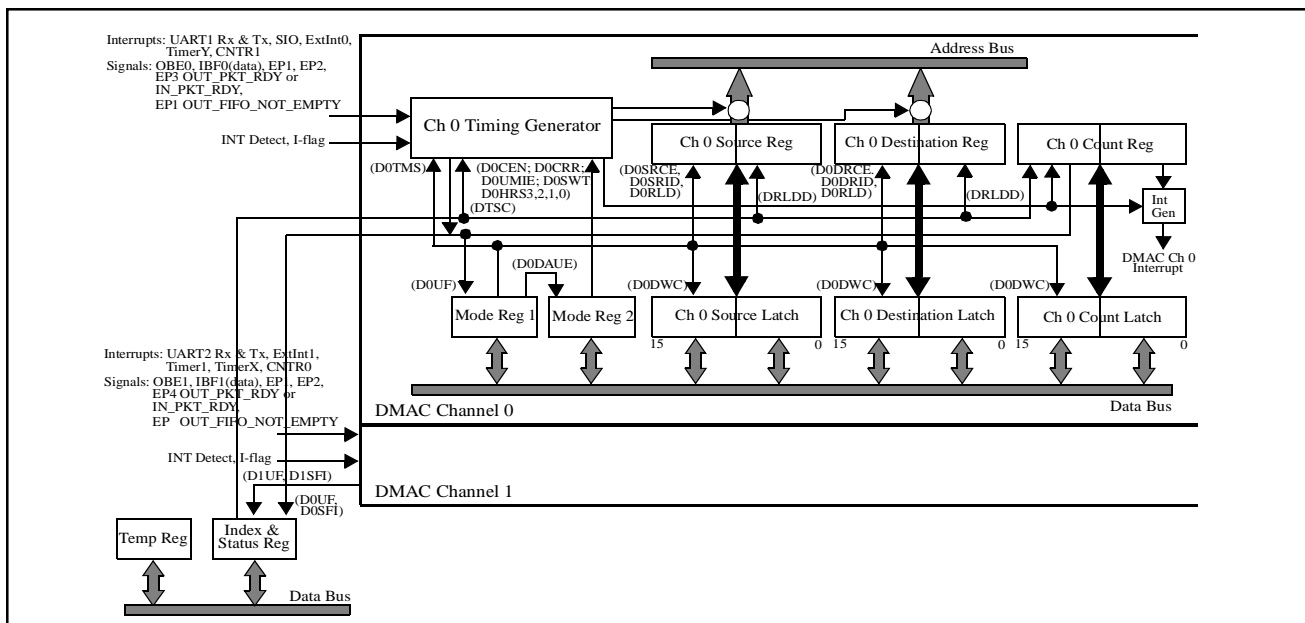 Interrupts: UART1 Rx & Tx, SIO, ExtInt0,
TimerY, CNTR1
Signals: OBE0, IBF0(data), EP1, EP2,
EP3 OUT_PKT_RDY or
IN_PKT_RDY,
EP1 OUT_FIFO_NOT_EMPTY
INT Detect, I-flag
Address Bus
Ch 0 Timing Generator
Ch 0 Source Reg
Ch 0 Destination Reg
Ch 0 Count Reg
(D0TMS)
(D0CEN; D0CRR;
D0UMIE; D0SWT
D0HRS3,2,1,0)
(DTSC)
(D0SRCE,
D0SRID,
D0RLD)
(DRLDD)
(D0DRCE,
D0DRID,
D0RLD)
(DRLDD)
Int
Gen
DMAC Ch 0
Interrupt
(D0UF)
(D0DAUE)
(D0DWC)
(D0DWC)
(D0DWC)
Mode Reg 1
Mode Reg 2
Ch 0 Source Latch
Ch 0 Destination Latch
Ch 0 Count Latch
15
0
15
0
15
0
Data Bus
DMAC Channel 0
Interrupts: UART2 Rx & Tx, ExtInt1,
Timer1, TimerX, CNTR0
Signals: OBE1, IBF1(data), EP1, EP2,
EP4 OUT_PKT_RDY or
IN_PKT_RDY,
EP OUT_FIFO_NOT_EMPTY
INT Detect, I-flag
(D1UF, D1SFI)
DMAC Channel 1
(D0UF,
D0SFI)
Temp Reg
Index &
Status Reg
Data Bus